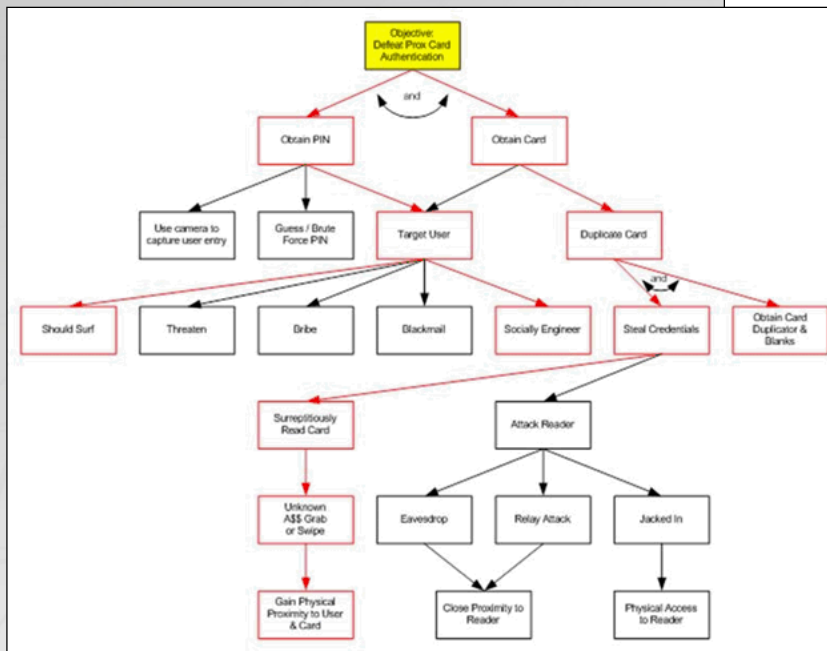 Objective:
Defeat Prox Card
Authentication
and
Obtain PIN
Obtain Card
Use camera to
capture user entry
Guess / Brute
Force PIN
Target User
Duplicate Card
and
Should Surf
Threaten
Bribe
Blackmail
Socially Engineer
Steal Credentials
Obtain Card
Duplicator &
Blanks
Surreptitiously
Read Card
Attack Reader
Unknown
A$$ Grab
or Swipe
Eavesdrop
Relay Attack
Jacked In
Gain Physical
Proximity to User
& Card
Close Proximity to
Reader
Physical Access
to Reader